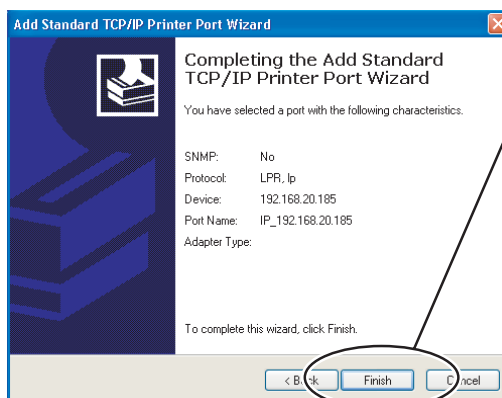 Add Standard TCP/IP Printer Port Wizard
Completing the Add Standard
TCP/IP Printer Port Wizard
You have selected a port with the following characteristics.
SNMP: No
Protocol: LPR, lp
Device: 192.168.20.185
Port Name: IP_192.168.20.185
Adapter Type:
To complete this wizard, click Finish.
< Back Finish Cancel